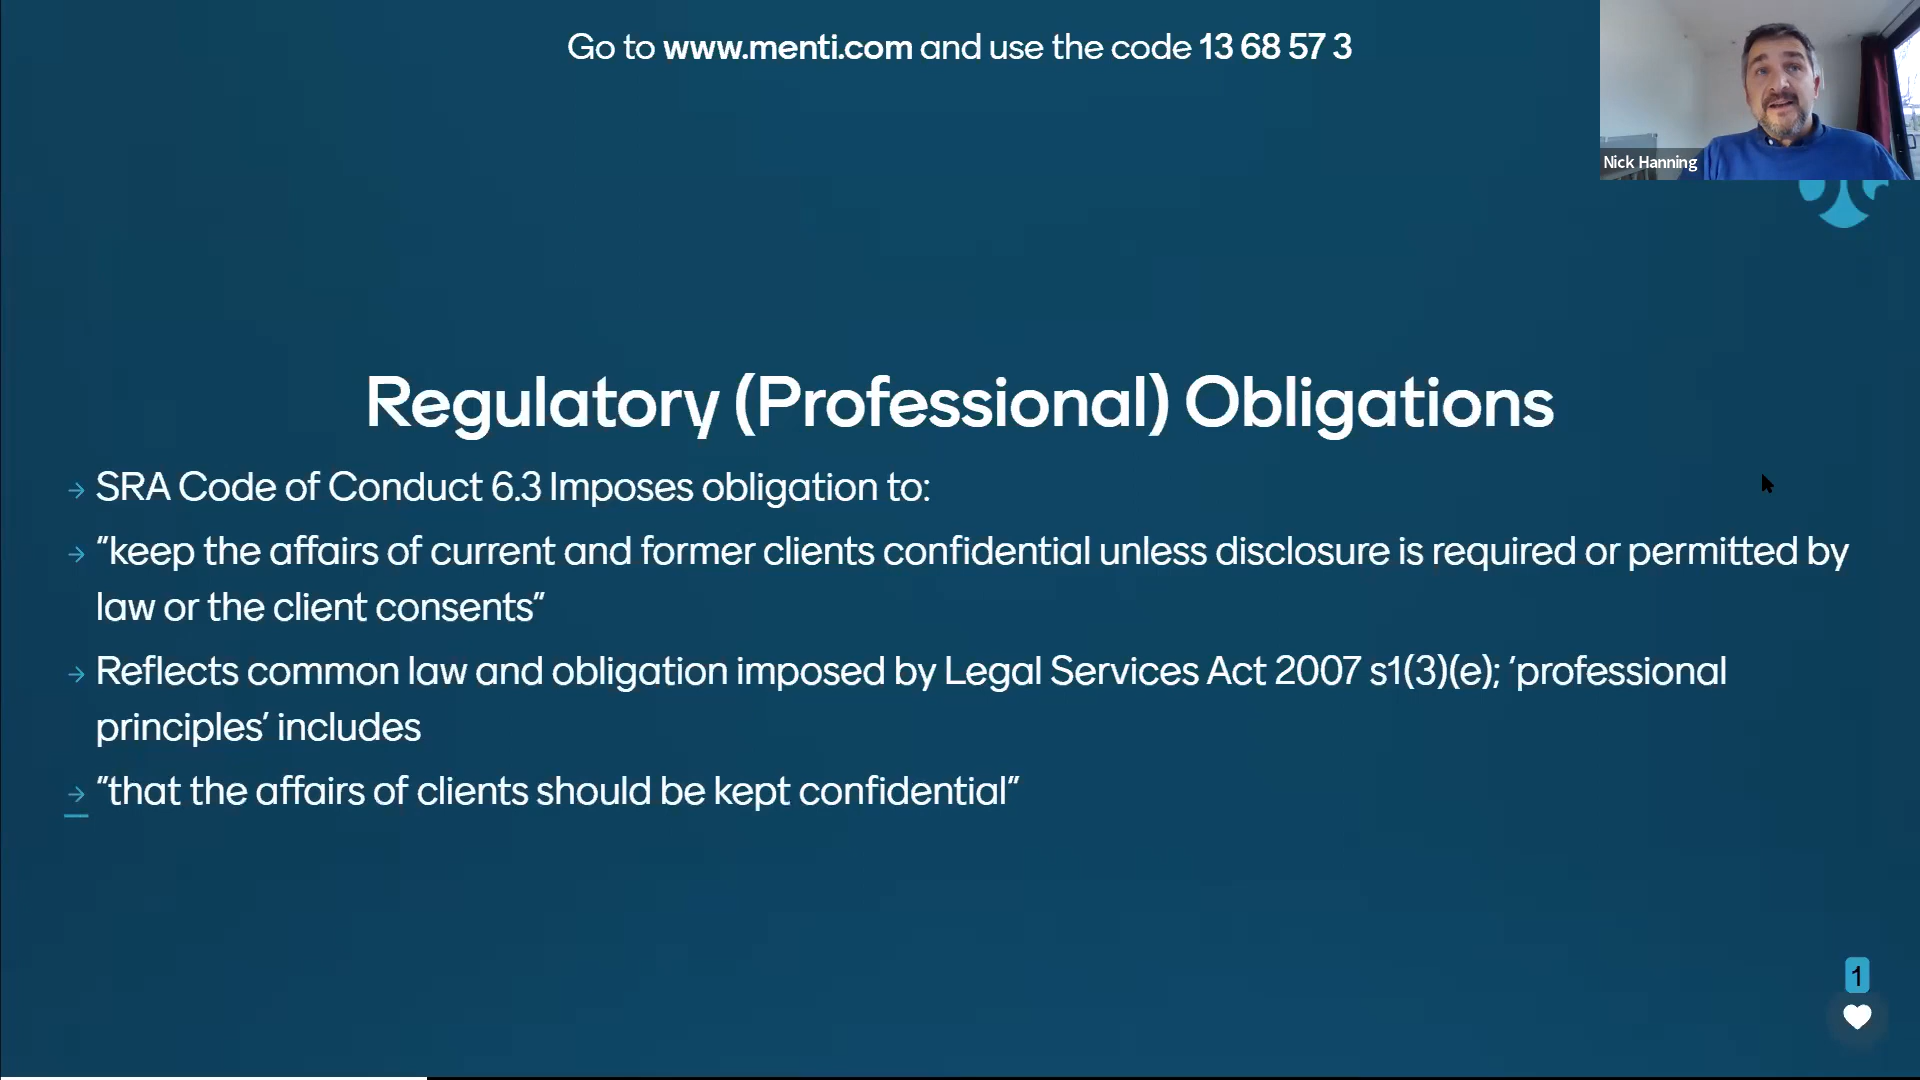 Go to www.menti.com and use the code 13 68 57 3
Nick Hanning
Regulatory (Professional) Obligations
→ SRA Code of Conduct 6.3 Imposes obligation to:
→ "keep the affairs of current and former clients confidential unless disclosure is required or permitted by
law or the client consents"
→ Reflects common law and obligation imposed by Legal Services Act 2007 s1(3)(e); 'professional
principles' includes
→ "that the affairs of clients should be kept confidential"
1